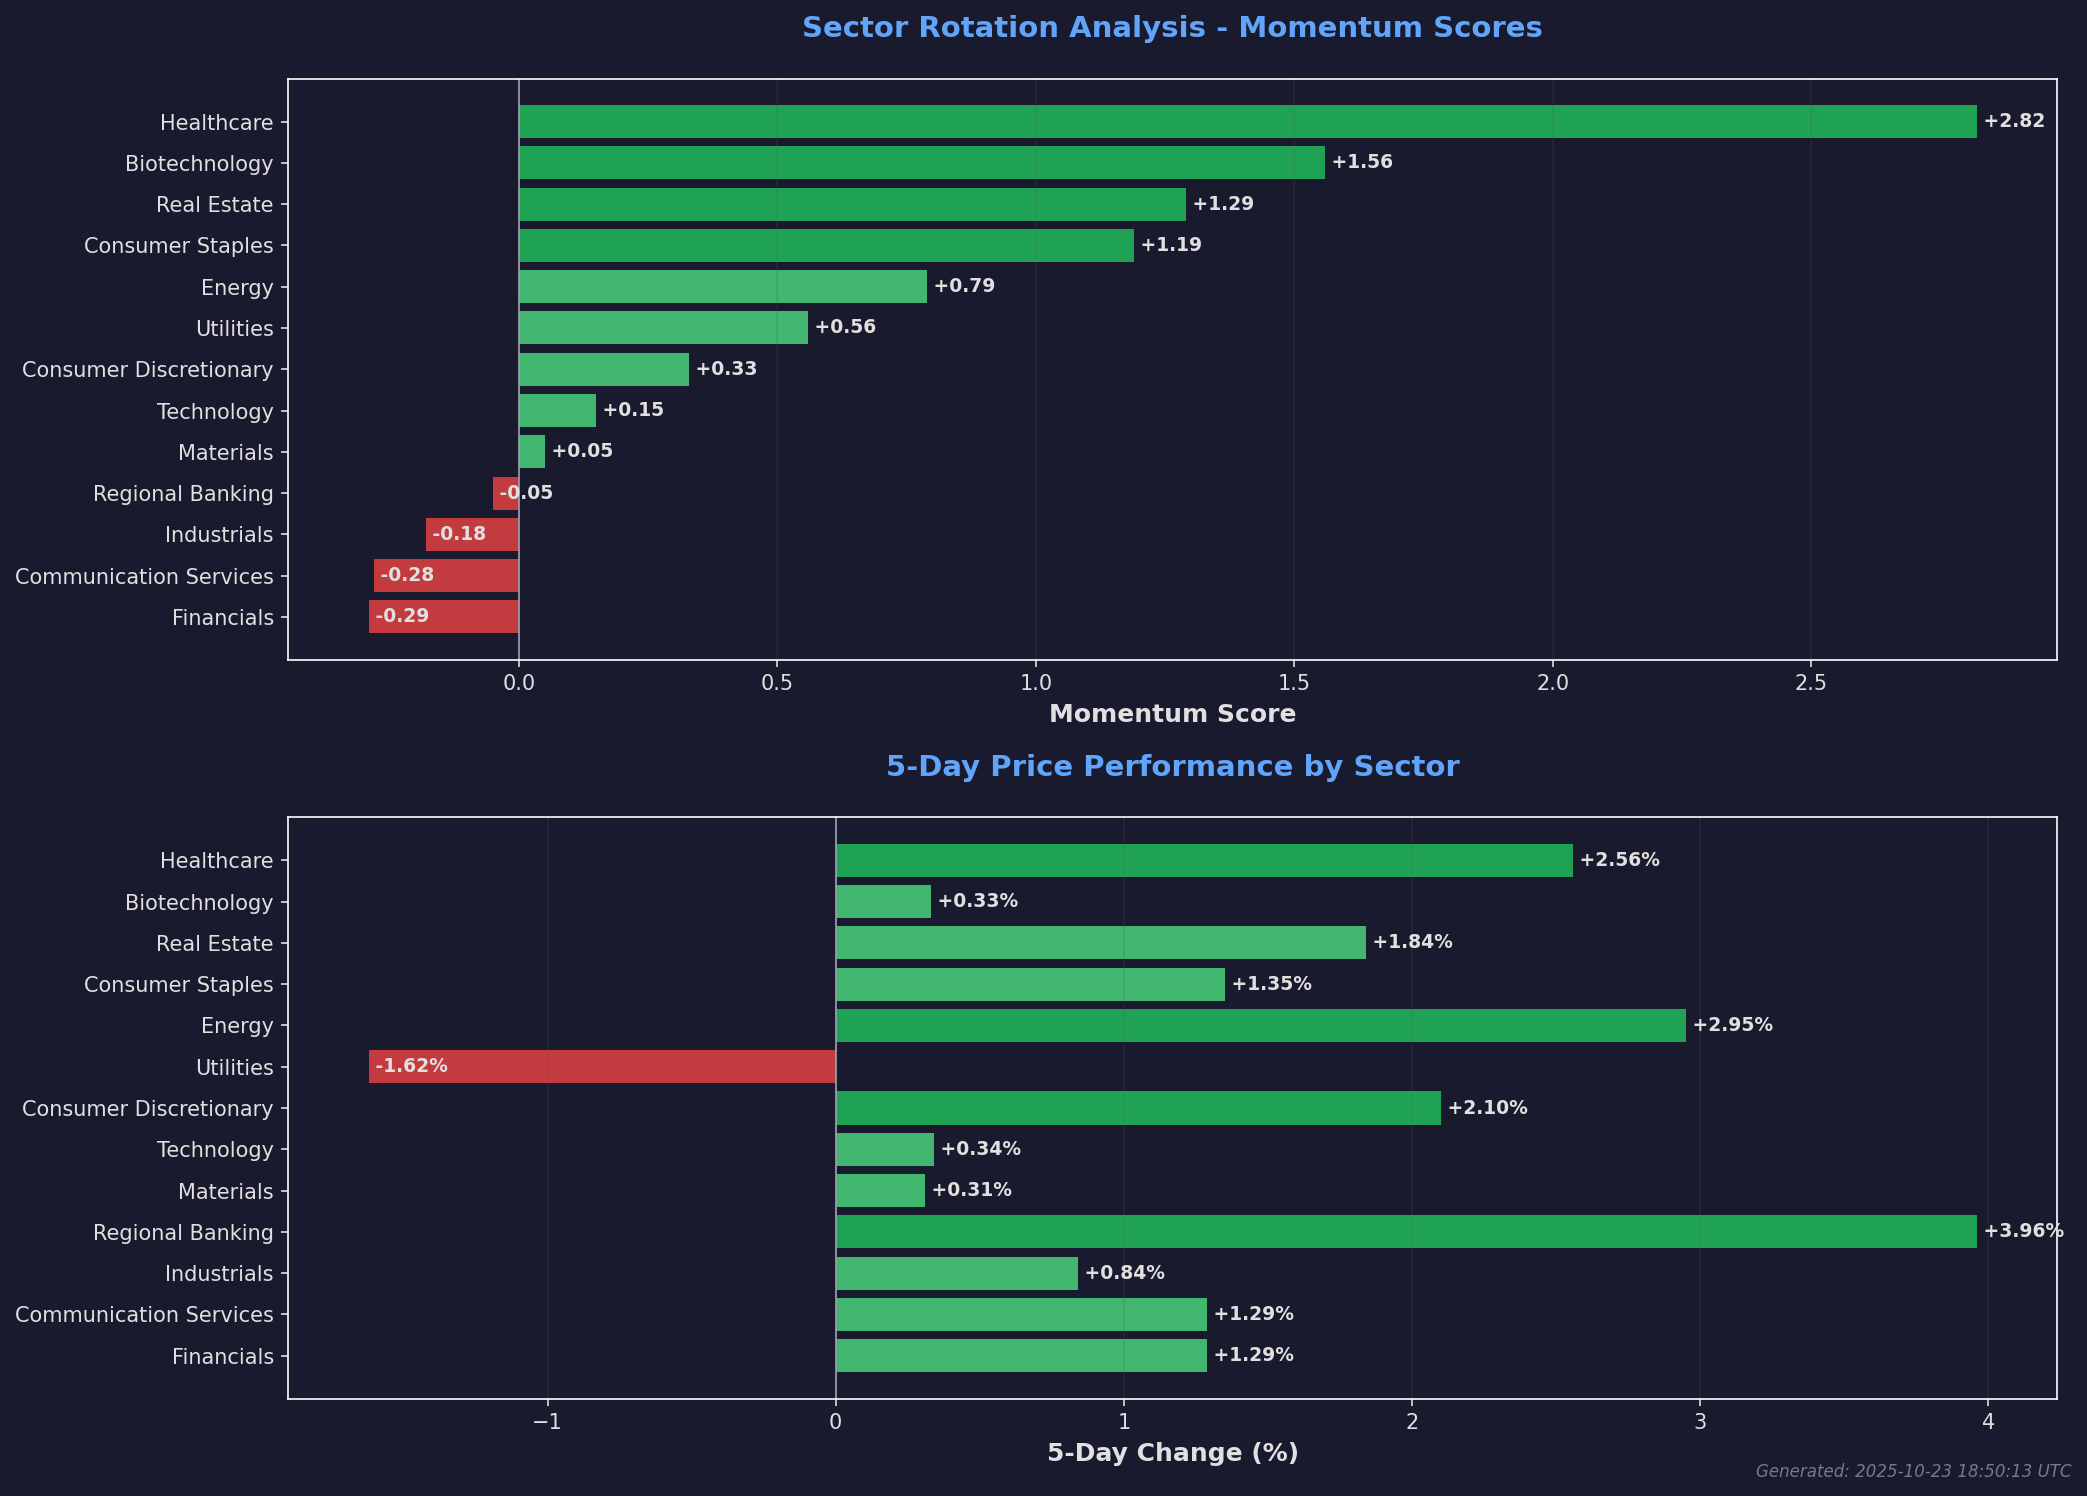 Sector Rotation Analysis - Momentum Scores
Healthcare +2.82
Biotechnology +1.56
Real Estate +1.29
Consumer Staples +1.19
Energy +0.79
Utilities +0.56
Consumer Discretionary +0.33
Technology +0.15
Materials +0.05
Regional Banking -0.05
Industrials -0.18
Communication Services -0.28
Financials -0.29
0.0 0.5 1.0 1.5 2.0 2.5
Momentum Score
5-Day Price Performance by Sector
Healthcare +2.56%
Biotechnology +0.33%
Real Estate +1.84%
Consumer Staples +1.35%
Energy +2.95%
Utilities -1.62%
Consumer Discretionary +2.10%
Technology +0.34%
Materials +0.31%
Regional Banking +3.96%
Industrials +0.84%
Communication Services +1.29%
Financials +1.29%
−1 0 1 2 3 4
5-Day Change (%)
Generated: 2025-10-23 18:50:13 UTC